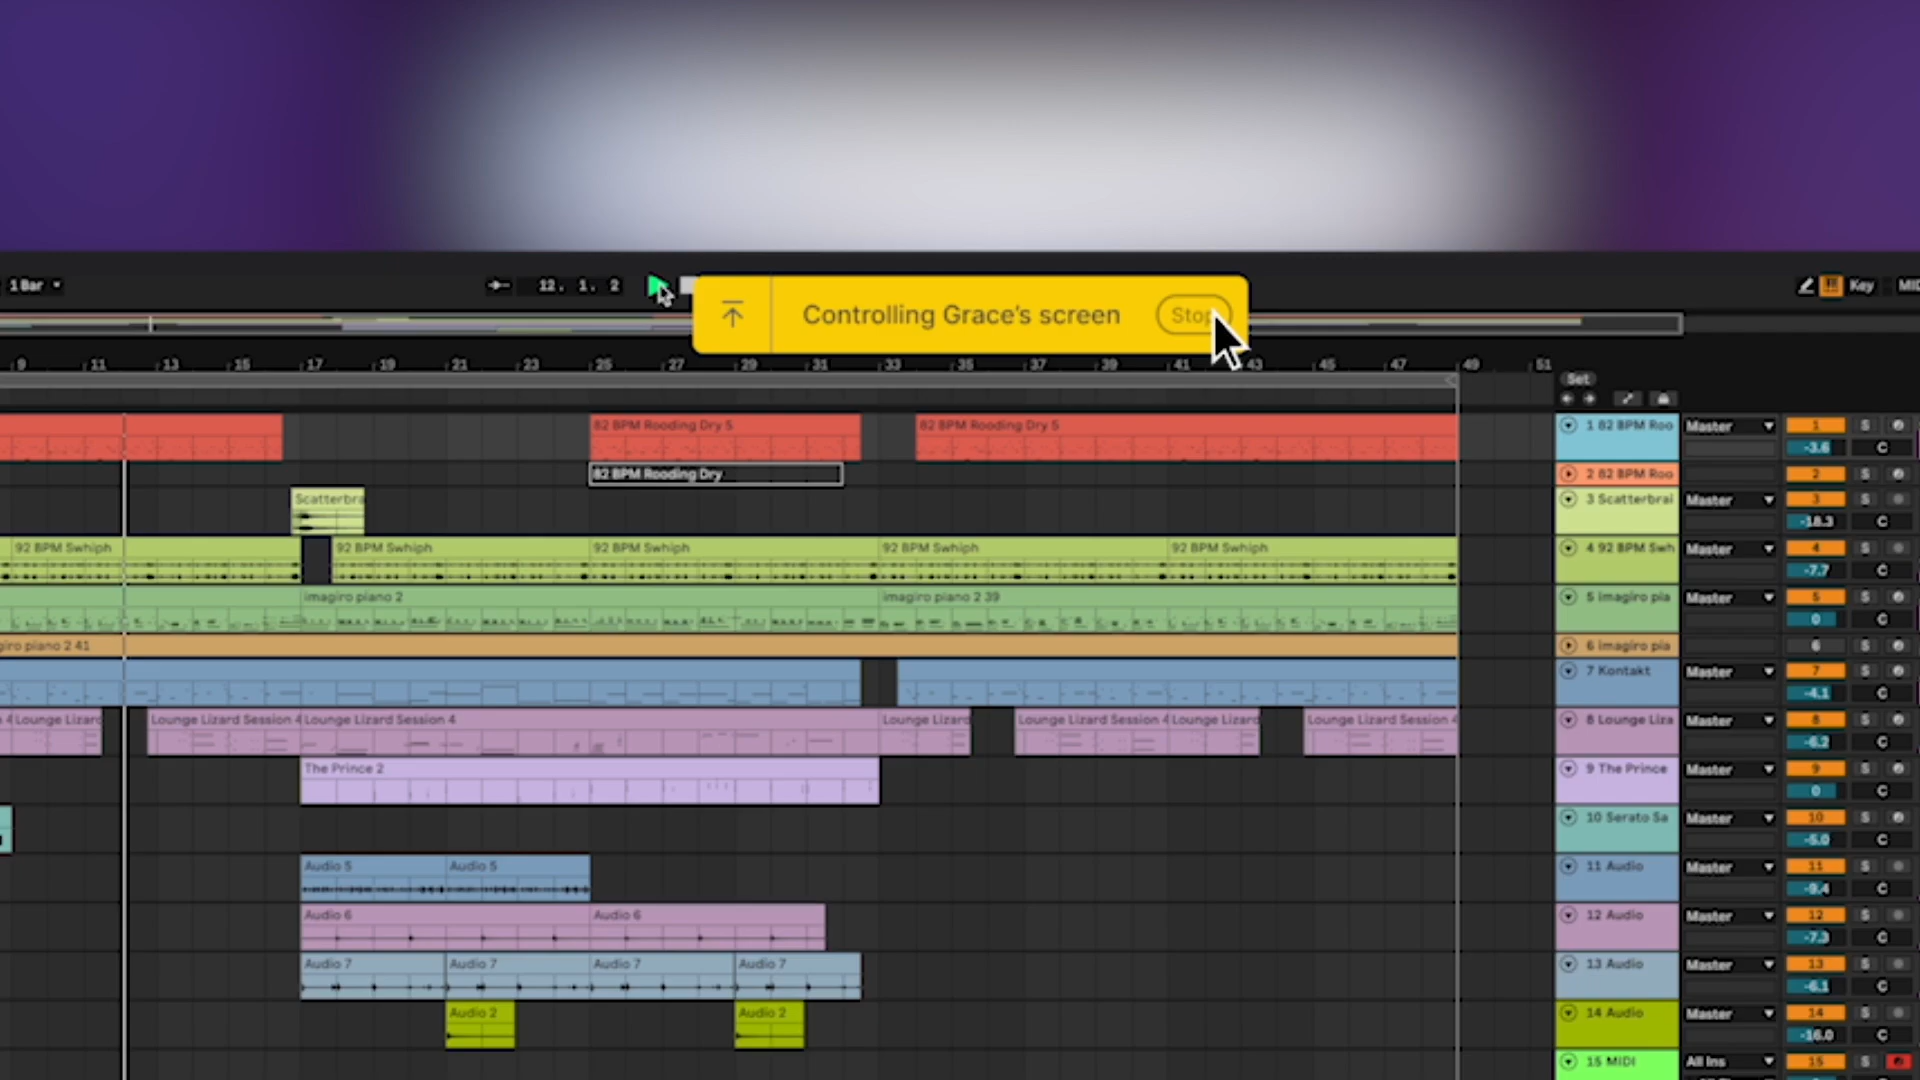 1 Bar
12. 1. 2
Controlling Grace's screen
Stop
Key
MID
9 11 13 15 17 19 21 23 25 27 29 31 33 35 37 39 41 43 45 47 49 51
Set
82 BPM Rooding Dry 5
82 BPM Rooding Dry 5
1 82 BPM Roo
Master
1
S
-3.6
C
82 BPM Rooding Dry
2 82 BPM Roo
2
S
Scatterbra
3 Scatterbrai
Master
3
S
-18.3
C
92 BPM Swhiph
92 BPM Swhiph
92 BPM Swhiph
92 BPM Swhiph
92 BPM Swhiph
4 92 BPM Swh
Master
4
S
-7.7
C
imagiro piano 2
imagiro piano 2 39
5 imagiro pia
Master
5
S
0
C
giro piano 2 41
6 imagiro pia
6
S
7 Kontakt
Master
7
S
-4.1
C
4 Lounge Lizard
Lounge Lizard Session 4
Lounge Lizard Session 4
Lounge Lizard
Lounge Lizard Session 4
Lounge Lizard
Lounge Lizard Session 4
8 Lounge Liza
Master
8
S
-6.2
C
The Prince 2
9 The Prince
Master
9
S
0
C
10 Serato Sa
Master
10
S
-5.0
C
Audio 5
Audio 5
11 Audio
Master
11
S
-9.4
C
Audio 6
Audio 6
12 Audio
Master
12
S
-7.3
C
Audio 7
Audio 7
Audio 7
Audio 7
13 Audio
Master
13
S
-6.1
C
Audio 2
Audio 2
14 Audio
Master
14
S
-16.0
C
15 MIDI
All Ins
15
S